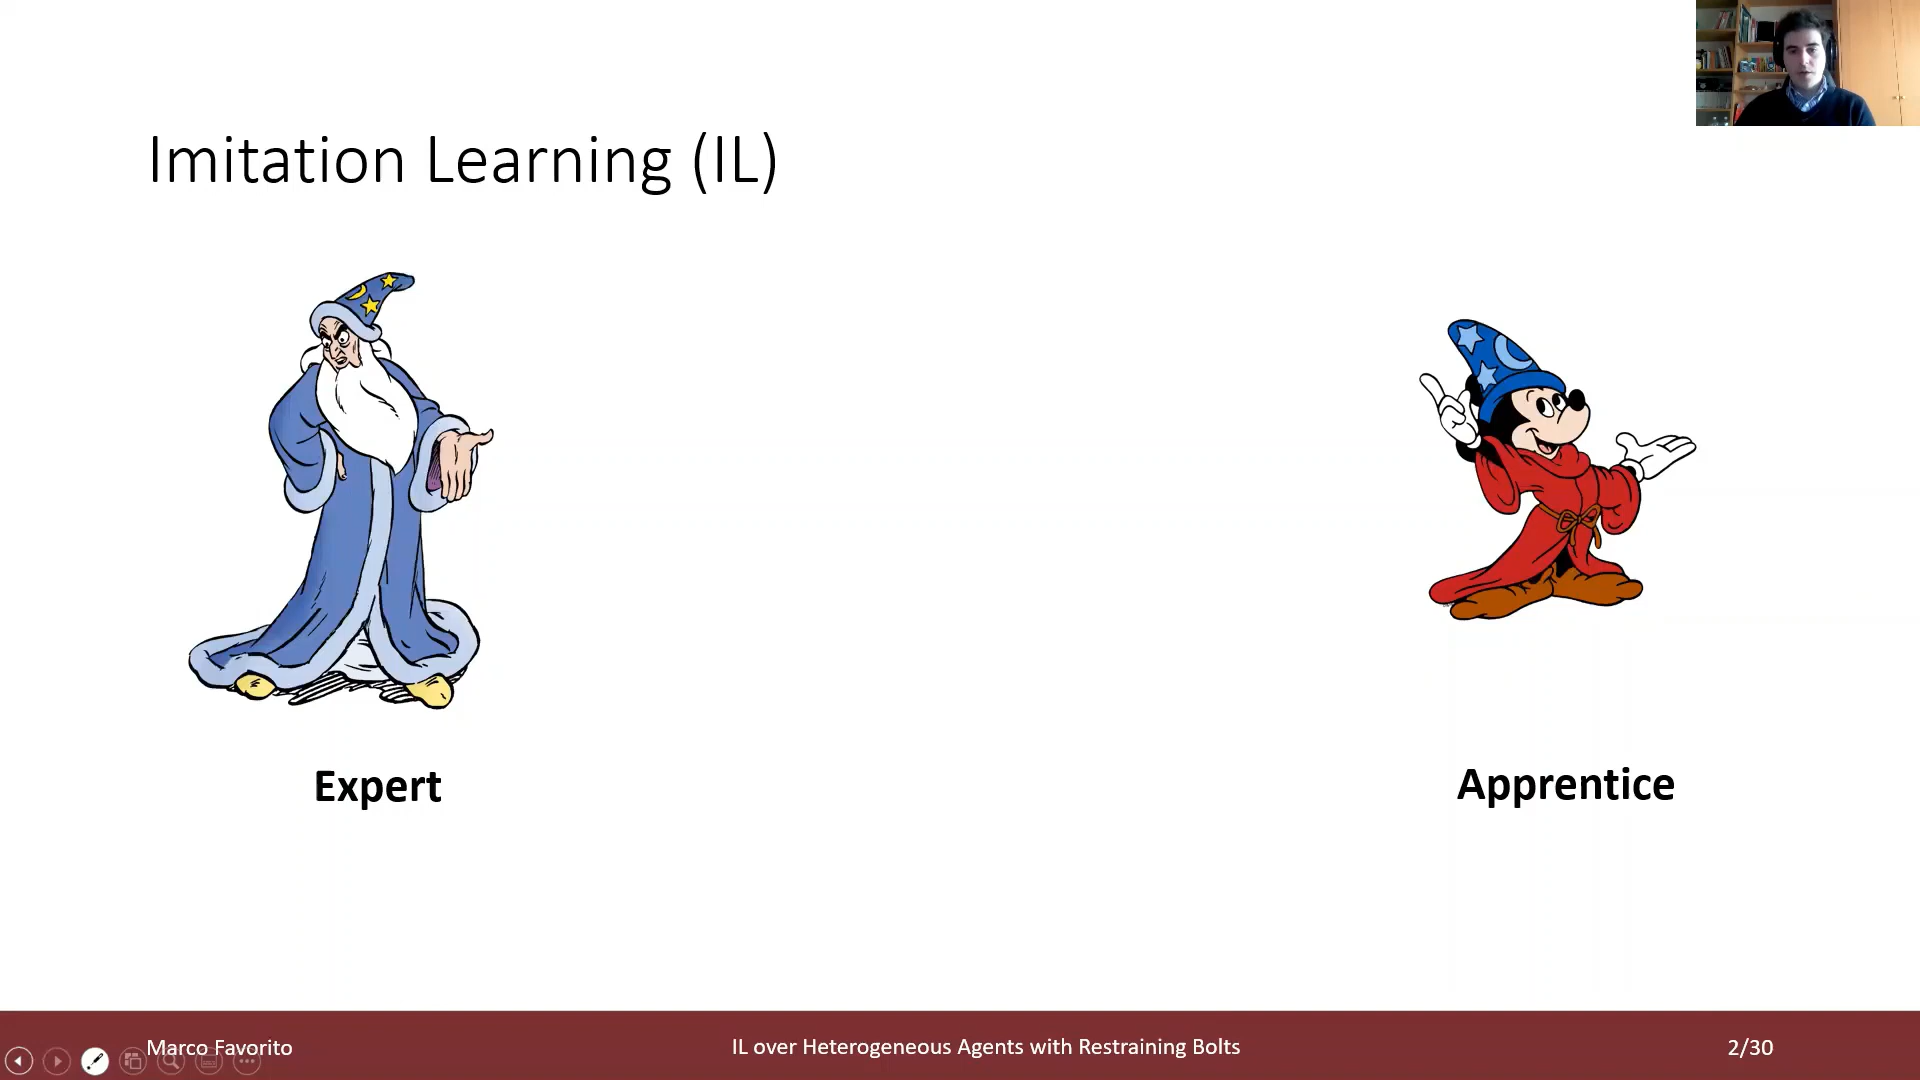 Imitation Learning (IL)
Expert
Apprentice
Marco Favorito
IL over Heterogeneous Agents with Restraining Bolts
2/30